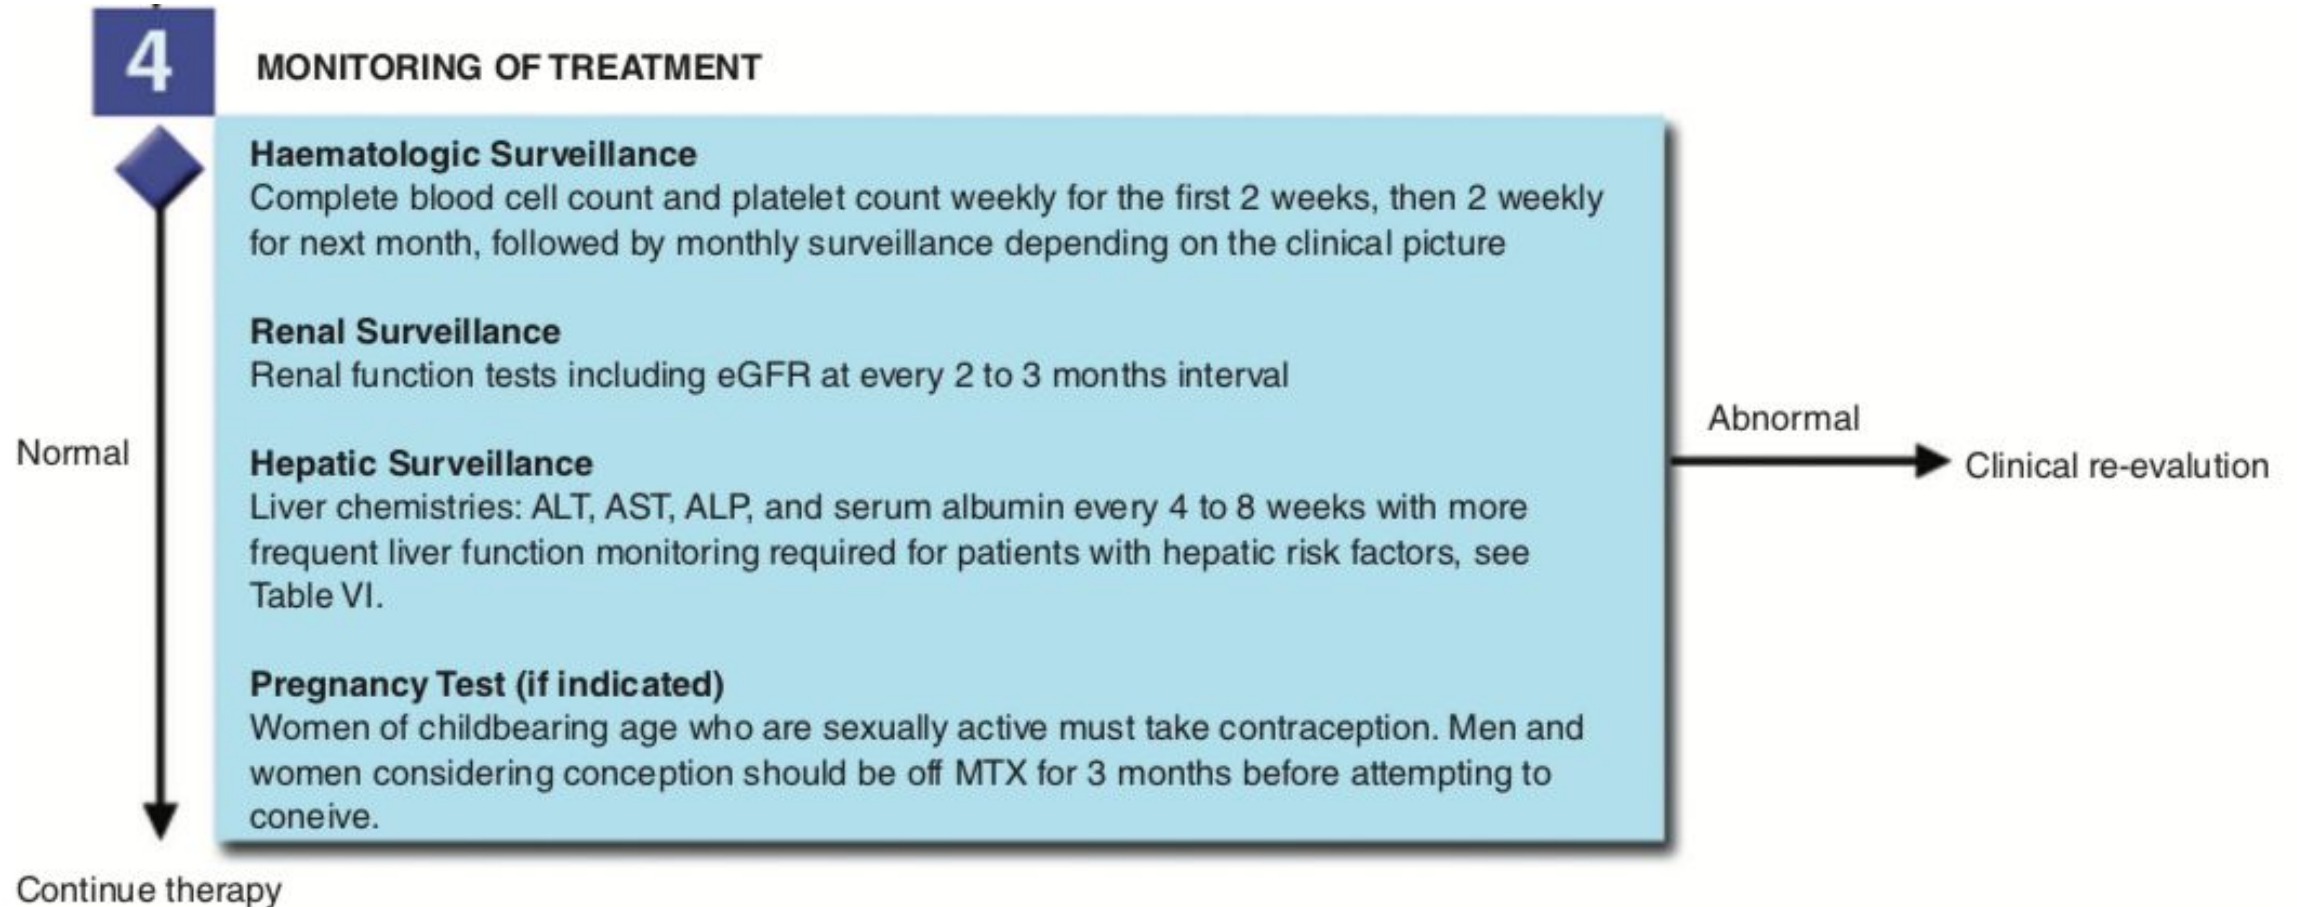 4
MONITORING OF TREATMENT
Haematologic Surveillance
Complete blood cell count and platelet count weekly for the first 2 weeks, then 2 weekly
for next month, followed by monthly surveillance depending on the clinical picture
Renal Surveillance
Renal function tests including eGFR at every 2 to 3 months interval
Hepatic Surveillance
Liver chemistries: ALT, AST, ALP, and serum albumin every 4 to 8 weeks with more
frequent liver function monitoring required for patients with hepatic risk factors, see
Table VI.
Pregnancy Test (if indicated)
Women of childbearing age who are sexually active must take contraception. Men and
women considering conception should be off MTX for 3 months before attempting to
coneive.
Normal
Continue therapy
Abnormal
Clinical re-evalution